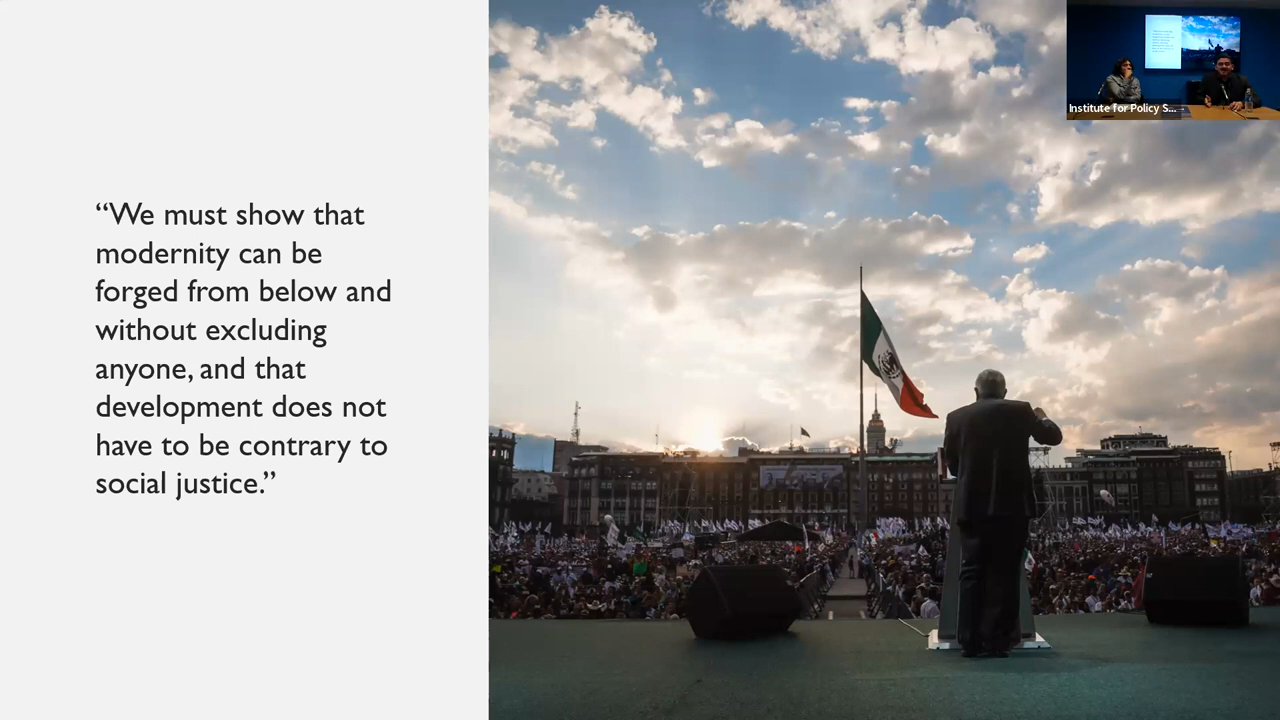 “We must show that
modernity can be
forged from below and
without excluding
anyone, and that
development does not
have to be contrary to
social justice.”
Institute for Policy S...